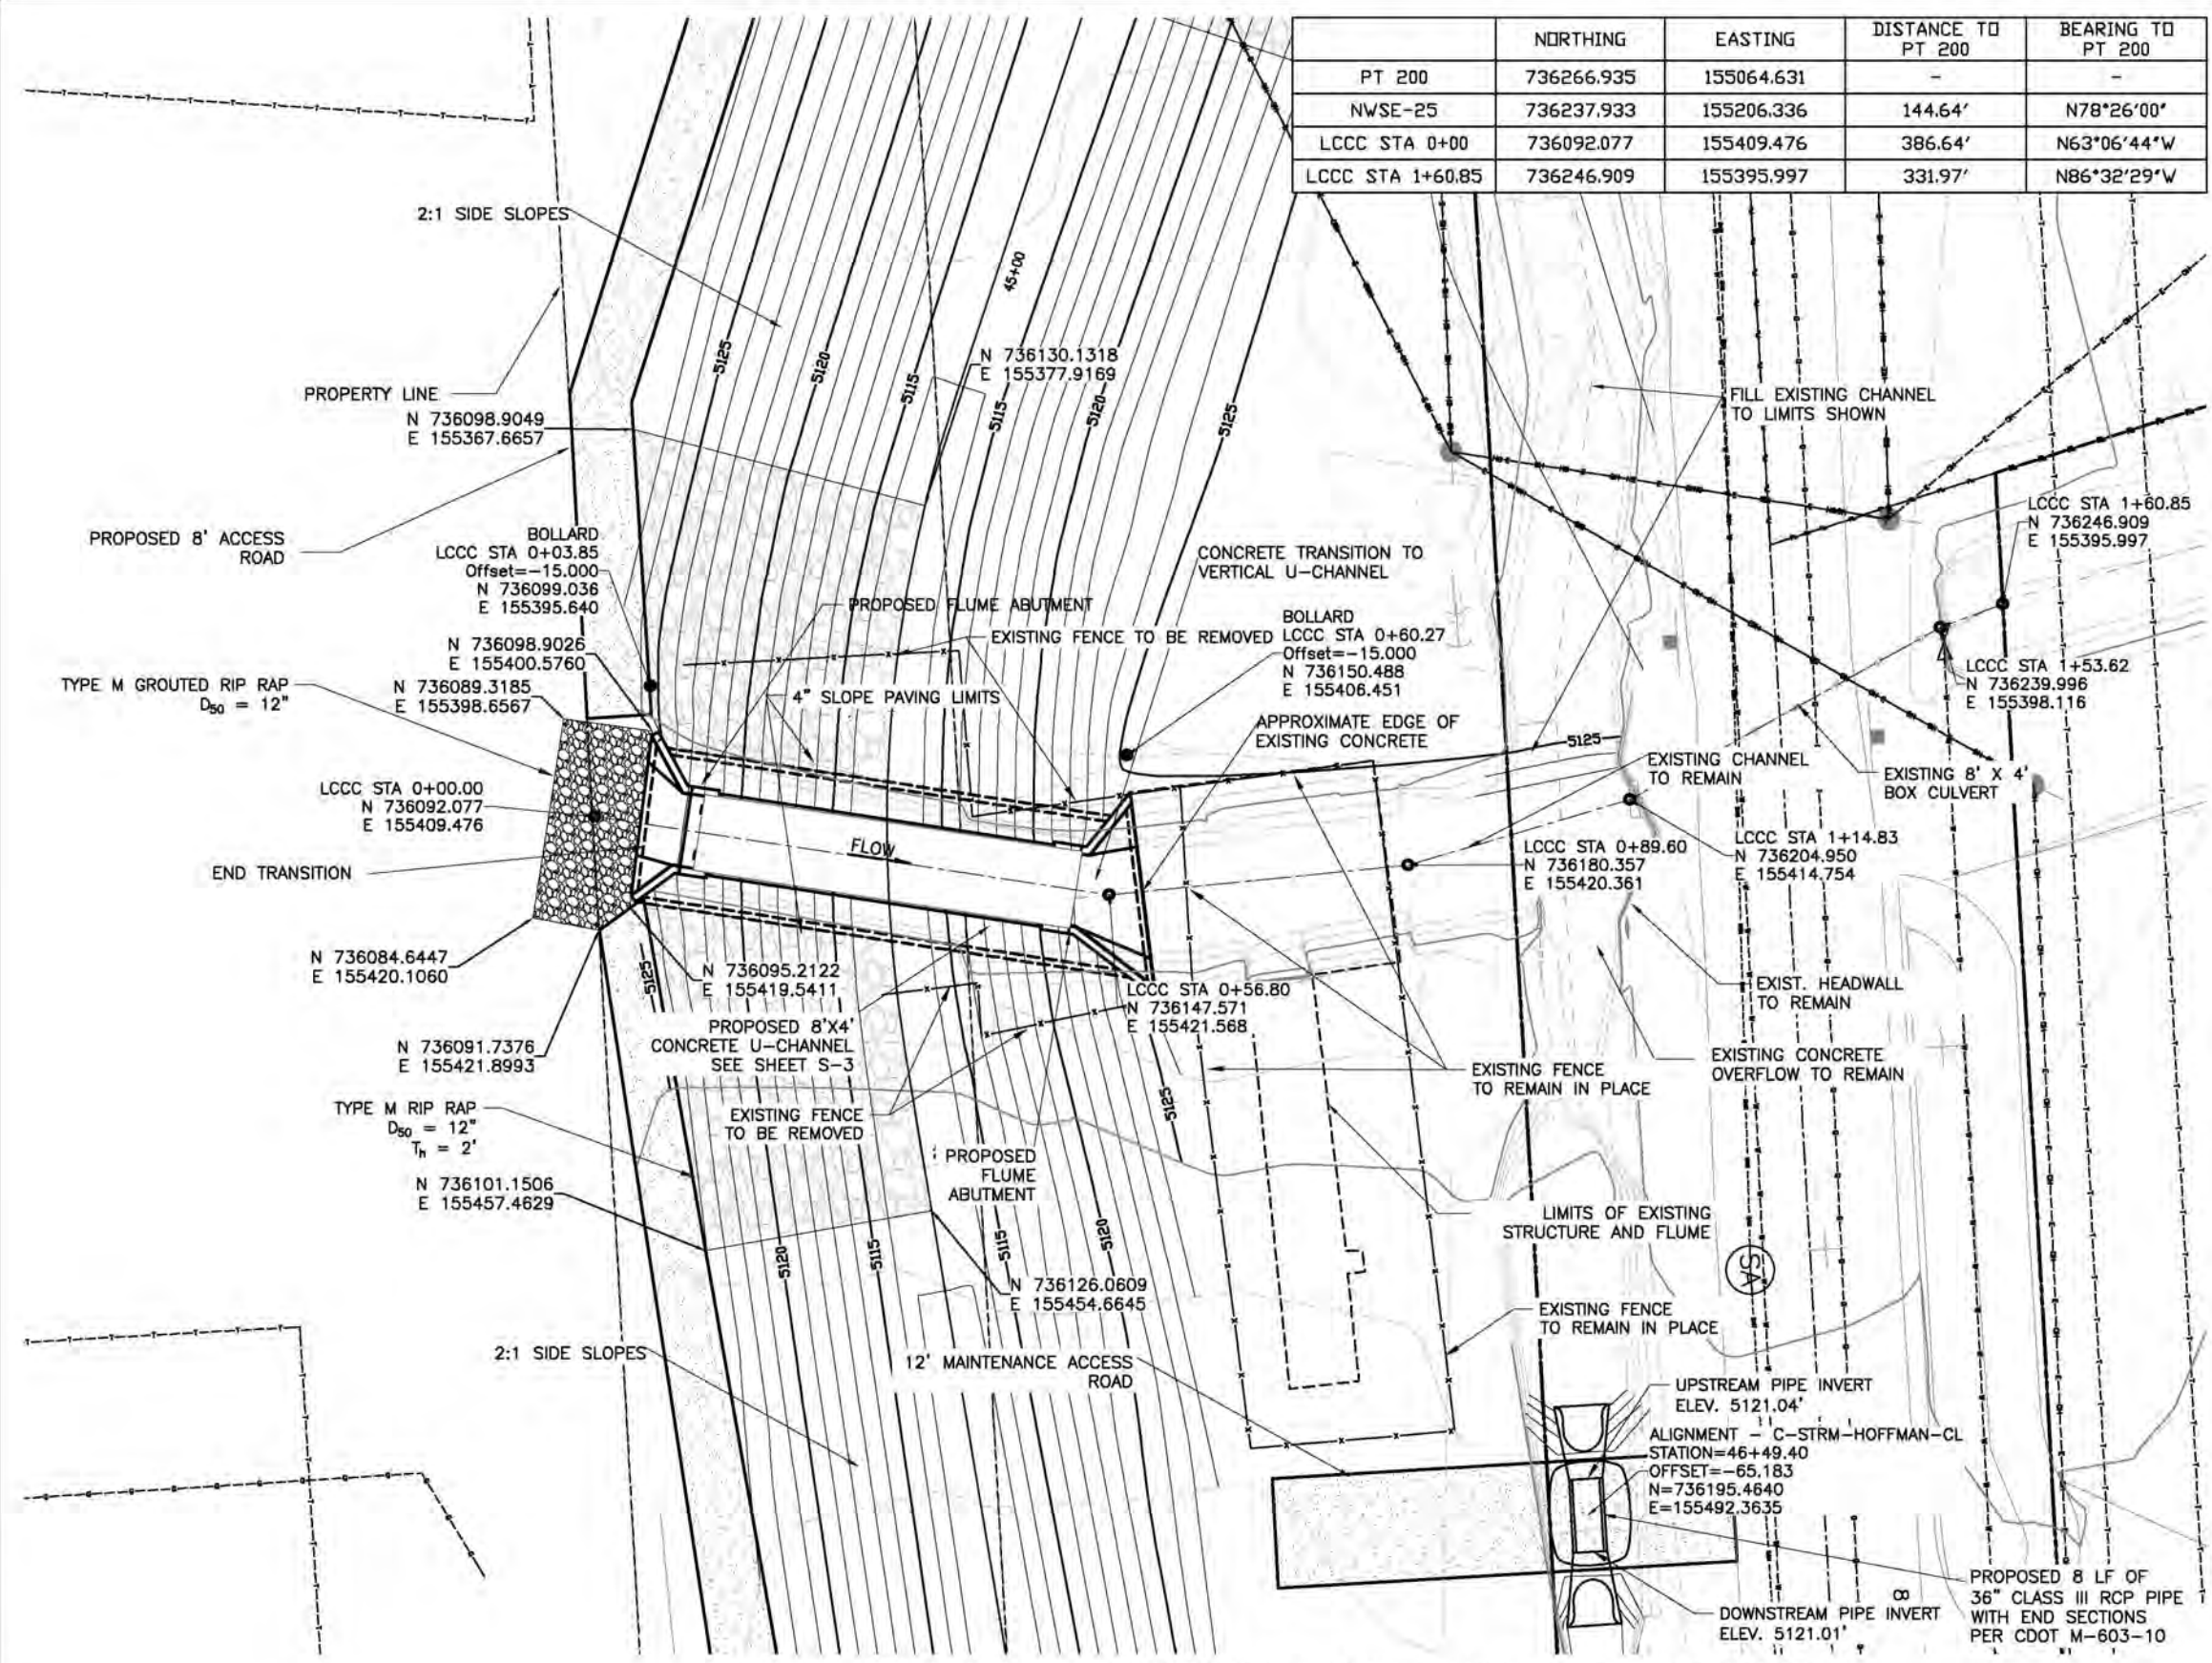 NORTHING EASTING DISTANCE TO PT 200 BEARING TO PT 200
PT 200 736266.935 155064.631 - -
NWSE-25 736237.933 155206.336 144.64' N78°26'00"
LCCC STA 0+00 736092.077 155409.476 386.64' N63°06'44"W
LCCC STA 1+60.85 736246.909 155395.997 331.97' N86°32'29"W
2:1 SIDE SLOPES
45+00
5125
5120
5115
5115
5120
5125
N 736130.1318
E 155377.9169
PROPERTY LINE
N 736098.9049
E 155367.6657
FILL EXISTING CHANNEL
TO LIMITS SHOWN
PROPOSED 8' ACCESS
ROAD
BOLLARD
LCCC STA 0+03.85
Offset=-15.000
N 736099.036
E 155395.640
CONCRETE TRANSITION TO
VERTICAL U-CHANNEL
LCCC STA 1+60.85
N 736246.909
E 155395.997
PROPOSED FLUME ABUTMENT
EXISTING FENCE TO BE REMOVED
BOLLARD
LCCC STA 0+60.27
Offset=-15.000
N 736150.488
E 155406.451
N 736098.9026
E 155400.5760
TYPE M GROUTED RIP RAP
D50 = 12"
N 736089.3185
E 155398.6567
4" SLOPE PAVING LIMITS
LCCC STA 1+53.62
N 736239.996
E 155398.116
APPROXIMATE EDGE OF
EXISTING CONCRETE
5125
EXISTING CHANNEL
TO REMAIN
EXISTING 8' X 4'
BOX CULVERT
LCCC STA 0+00.00
N 736092.077
E 155409.476
FLOW
LCCC STA 0+89.60
N 736180.357
E 155420.361
LCCC STA 1+14.83
N 736204.950
E 155414.754
END TRANSITION
N 736084.6447
E 155420.1060
5125
N 736095.2122
E 155419.5411
LCCC STA 0+56.80
N 736147.571
E 155421.568
EXIST. HEADWALL
TO REMAIN
N 736091.7376
E 155421.8993
PROPOSED 8'X4'
CONCRETE U-CHANNEL
SEE SHEET S-3
EXISTING FENCE
TO REMAIN IN PLACE
EXISTING CONCRETE
OVERFLOW TO REMAIN
TYPE M RIP RAP
D50 = 12"
Th = 2'
EXISTING FENCE
TO BE REMOVED
5125
PROPOSED
FLUME
ABUTMENT
N 736101.1506
E 155457.4629
LIMITS OF EXISTING
STRUCTURE AND FLUME
5120
5115
5115
5120
SA
N 736126.0609
E 155454.6645
EXISTING FENCE
TO REMAIN IN PLACE
2:1 SIDE SLOPES
12' MAINTENANCE ACCESS
ROAD
UPSTREAM PIPE INVERT
ELEV. 5121.04'
ALIGNMENT - C-STRM-HOFFMAN-CL
STATION=46+49.40
OFFSET=-65.183
N=736195.4640
E=155492.3635
8
DOWNSTREAM PIPE INVERT
ELEV. 5121.01'
PROPOSED 8 LF OF
36" CLASS III RCP PIPE
WITH END SECTIONS
PER CDOT M-603-10